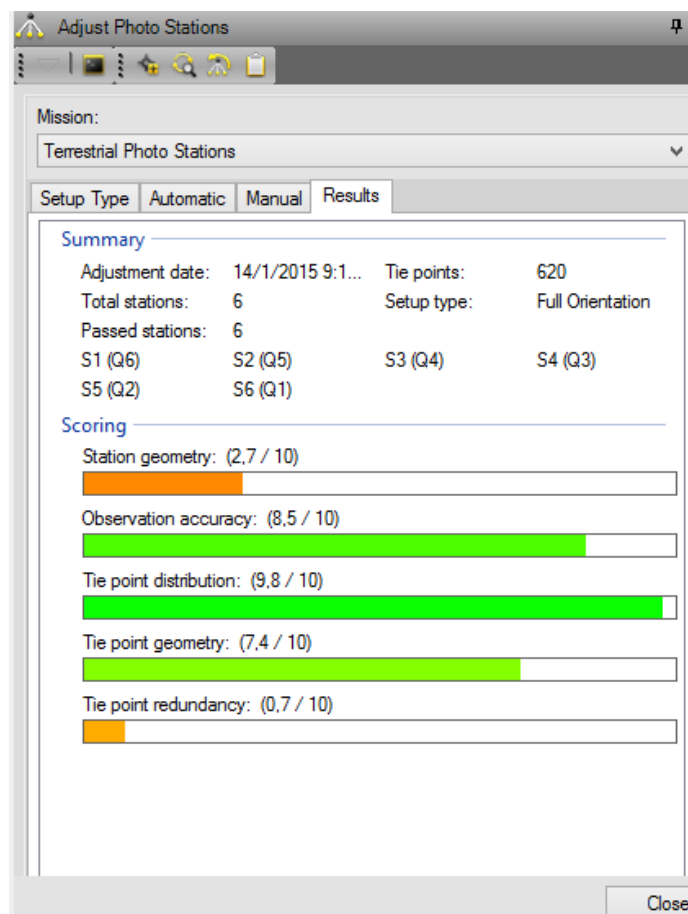 Adjust Photo Stations
Mission:
Terrestrial Photo Stations
Setup Type Automatic Manual Results
Summary
Adjustment date: 14/1/2015 9:1... Tie points: 620
Total stations: 6 Setup type: Full Orientation
Passed stations: 6
S1 (Q6) S2 (Q5) S3 (Q4) S4 (Q3)
S5 (Q2) S6 (Q1)
Scoring
Station geometry: (2,7 / 10)
Observation accuracy: (8,5 / 10)
Tie point distribution: (9,8 / 10)
Tie point geometry: (7,4 / 10)
Tie point redundancy: (0,7 / 10)
Close